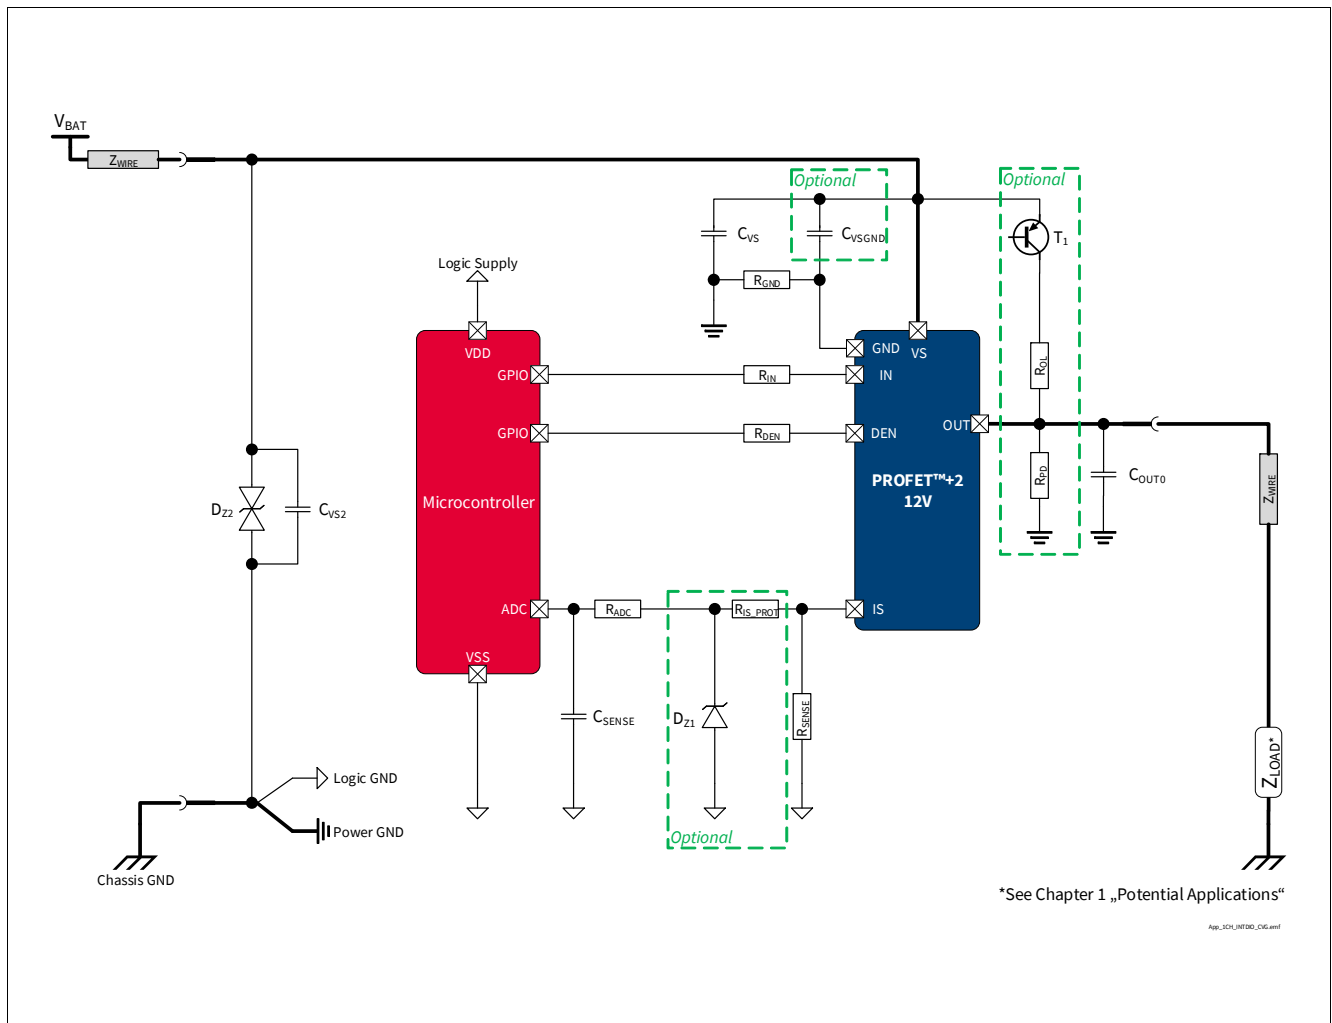 VBAT
ZWIRE
Optional
Optional
CVS
CVSGND
T1
Logic Supply
RGND
VDD
GND
VS
GPIO
RIN
IN
ROL
GPIO
RDEN
DEN
OUT
PROFET™+2
12V
RPD
COUT0
ZWIRE
Microcontroller
DZ2
CVS2
ADC
RADC
RIS_PROT
IS
VSS
CSENSE
DZ1
RSENSE
ZLOAD*
Logic GND
Power GND
Optional
Chassis GND
*See Chapter 1 „Potential Applications“
App_1CH_INTDIO_CVG.emf